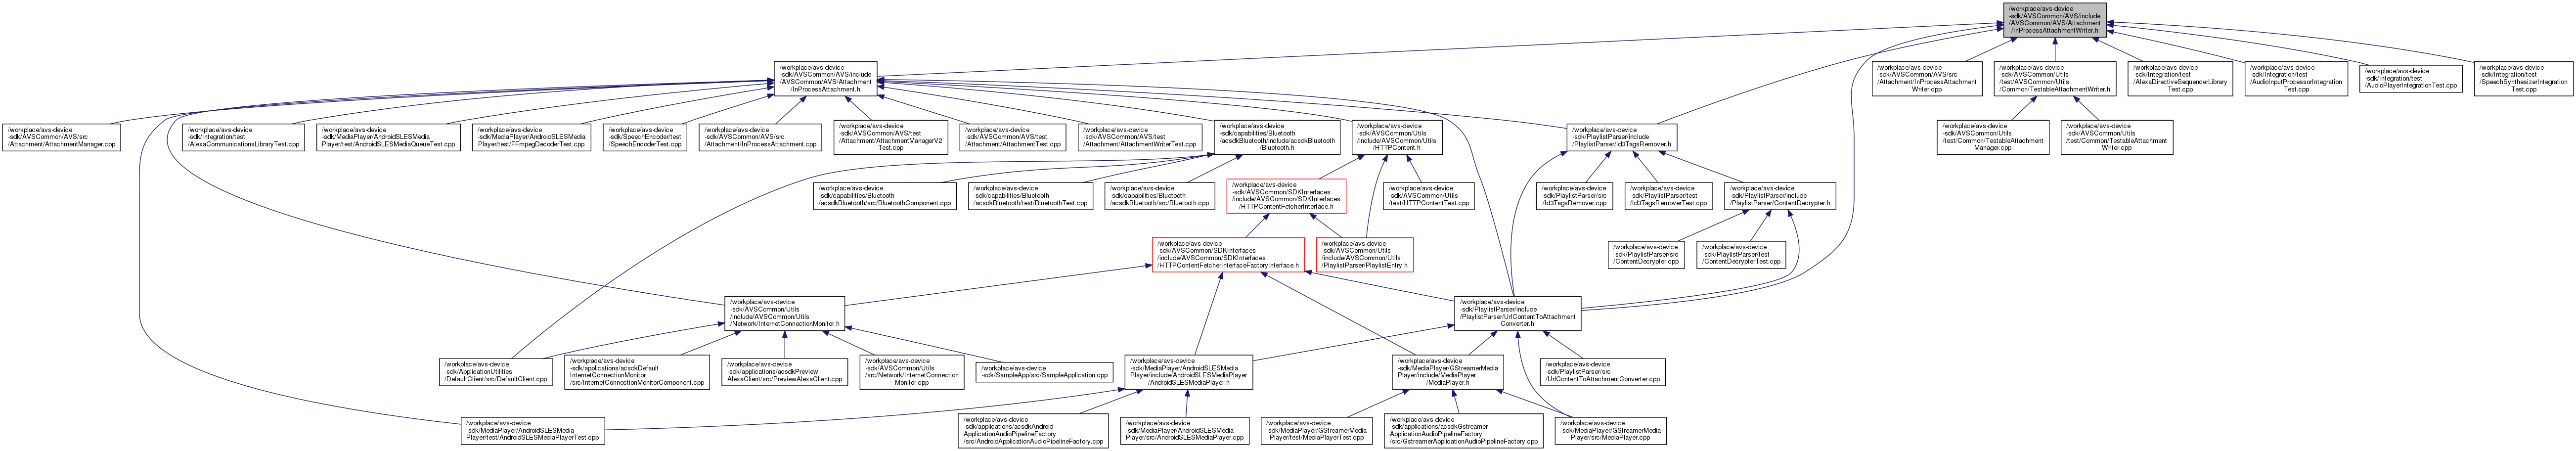 /workplace/avs-device
-sdk/AVSCommon/AVS/include
/AVSCommon/AVS/Attachment
/InProcessAttachmentWriter.h
/workplace/avs-device
-sdk/AVSCommon/AVS/include
/AVSCommon/AVS/Attachment
/InProcessAttachment.h
/workplace/avs-device
-sdk/AVSCommon/AVS/src
/Attachment/InProcessAttachment
Writer.cpp
/workplace/avs-device
-sdk/AVSCommon/Utils
/test/AVSCommon/Utils
/Common/TestableAttachmentWriter.h
/workplace/avs-device
-sdk/Integration/test
/AlexaDirectiveSequencerLibrary
Test.cpp
/workplace/avs-device
-sdk/Integration/test
/AudioInputProcessorIntegration
Test.cpp
/workplace/avs-device
-sdk/Integration/test
/AudioPlayerIntegrationTest.cpp
/workplace/avs-device
-sdk/Integration/test
/SpeechSynthesizerIntegration
Test.cpp
/workplace/avs-device
-sdk/AVSCommon/AVS/src
/Attachment/AttachmentManager.cpp
/workplace/avs-device
-sdk/Integration/test
/AlexaCommunicationsLibraryTest.cpp
/workplace/avs-device
-sdk/MediaPlayer/AndroidSLESMedia
Player/test/AndroidSLESMediaQueueTest.cpp
/workplace/avs-device
-sdk/MediaPlayer/AndroidSLESMedia
Player/test/FFmpegDecoderTest.cpp
/workplace/avs-device
-sdk/SpeechEncoder/test
/SpeechEncoderTest.cpp
/workplace/avs-device
-sdk/AVSCommon/AVS/src
/Attachment/InProcessAttachment.cpp
/workplace/avs-device
-sdk/AVSCommon/AVS/test
/Attachment/AttachmentManagerV2
Test.cpp
/workplace/avs-device
-sdk/AVSCommon/AVS/test
/Attachment/AttachmentTest.cpp
/workplace/avs-device
-sdk/AVSCommon/AVS/test
/Attachment/AttachmentWriterTest.cpp
/workplace/avs-device
-sdk/capabilities/Bluetooth
/acsdkBluetooth/include/acsdkBluetooth
/Bluetooth.h
/workplace/avs-device
-sdk/AVSCommon/Utils
/include/AVSCommon/Utils
/HTTPContent.h
/workplace/avs-device
-sdk/PlaylistParser/include
/PlaylistParser/Id3TagsRemover.h
/workplace/avs-device
-sdk/AVSCommon/Utils
/test/Common/TestableAttachment
Manager.cpp
/workplace/avs-device
-sdk/AVSCommon/Utils
/test/Common/TestableAttachment
Writer.cpp
/workplace/avs-device
-sdk/capabilities/Bluetooth
/acsdkBluetooth/src/BluetoothComponent.cpp
/workplace/avs-device
-sdk/capabilities/Bluetooth
/acsdkBluetooth/test/BluetoothTest.cpp
/workplace/avs-device
-sdk/capabilities/Bluetooth
/acsdkBluetooth/src/Bluetooth.cpp
/workplace/avs-device
-sdk/AVSCommon/SDKInterfaces
/include/AVSCommon/SDKInterfaces
/HTTPContentFetcherInterface.h
/workplace/avs-device
-sdk/AVSCommon/Utils
/test/HTTPContentTest.cpp
/workplace/avs-device
-sdk/PlaylistParser/src
/Id3TagsRemover.cpp
/workplace/avs-device
-sdk/PlaylistParser/test
/Id3TagsRemoverTest.cpp
/workplace/avs-device
-sdk/PlaylistParser/include
/PlaylistParser/ContentDecrypter.h
/workplace/avs-device
-sdk/AVSCommon/SDKInterfaces
/include/AVSCommon/SDKInterfaces
/HTTPContentFetcherInterfaceFactoryInterface.h
/workplace/avs-device
-sdk/AVSCommon/Utils
/include/AVSCommon/Utils
/PlaylistParser/PlaylistEntry.h
/workplace/avs-device
-sdk/PlaylistParser/src
/ContentDecrypter.cpp
/workplace/avs-device
-sdk/PlaylistParser/test
/ContentDecrypterTest.cpp
/workplace/avs-device
-sdk/AVSCommon/Utils
/include/AVSCommon/Utils
/Network/InternetConnectionMonitor.h
/workplace/avs-device
-sdk/PlaylistParser/include
/PlaylistParser/UrlContentToAttachment
Converter.h
/workplace/avs-device
-sdk/ApplicationUtilities
/DefaultClient/src/DefaultClient.cpp
/workplace/avs-device
-sdk/applications/acsdkDefault
InternetConnectionMonitor
/src/InternetConnectionMonitorComponent.cpp
/workplace/avs-device
-sdk/applications/acsdkPreview
AlexaClient/src/PreviewAlexaClient.cpp
/workplace/avs-device
-sdk/AVSCommon/Utils
/src/Network/InternetConnection
Monitor.cpp
/workplace/avs-device
-sdk/SampleApp/src/SampleApplication.cpp
/workplace/avs-device
-sdk/MediaPlayer/AndroidSLESMedia
Player/include/AndroidSLESMediaPlayer
/AndroidSLESMediaPlayer.h
/workplace/avs-device
-sdk/MediaPlayer/GStreamerMedia
Player/include/MediaPlayer
/MediaPlayer.h
/workplace/avs-device
-sdk/PlaylistParser/src
/UrlContentToAttachmentConverter.cpp
/workplace/avs-device
-sdk/MediaPlayer/AndroidSLESMedia
Player/test/AndroidSLESMediaPlayerTest.cpp
/workplace/avs-device
-sdk/applications/acsdkAndroid
ApplicationAudioPipelineFactory
/src/AndroidApplicationAudioPipelineFactory.cpp
/workplace/avs-device
-sdk/MediaPlayer/AndroidSLESMedia
Player/src/AndroidSLESMediaPlayer.cpp
/workplace/avs-device
-sdk/MediaPlayer/GStreamerMedia
Player/test/MediaPlayerTest.cpp
/workplace/avs-device
-sdk/applications/acsdkGstreamer
ApplicationAudioPipelineFactory
/src/GstreamerApplicationAudioPipelineFactory.cpp
/workplace/avs-device
-sdk/MediaPlayer/GStreamerMedia
Player/src/MediaPlayer.cpp